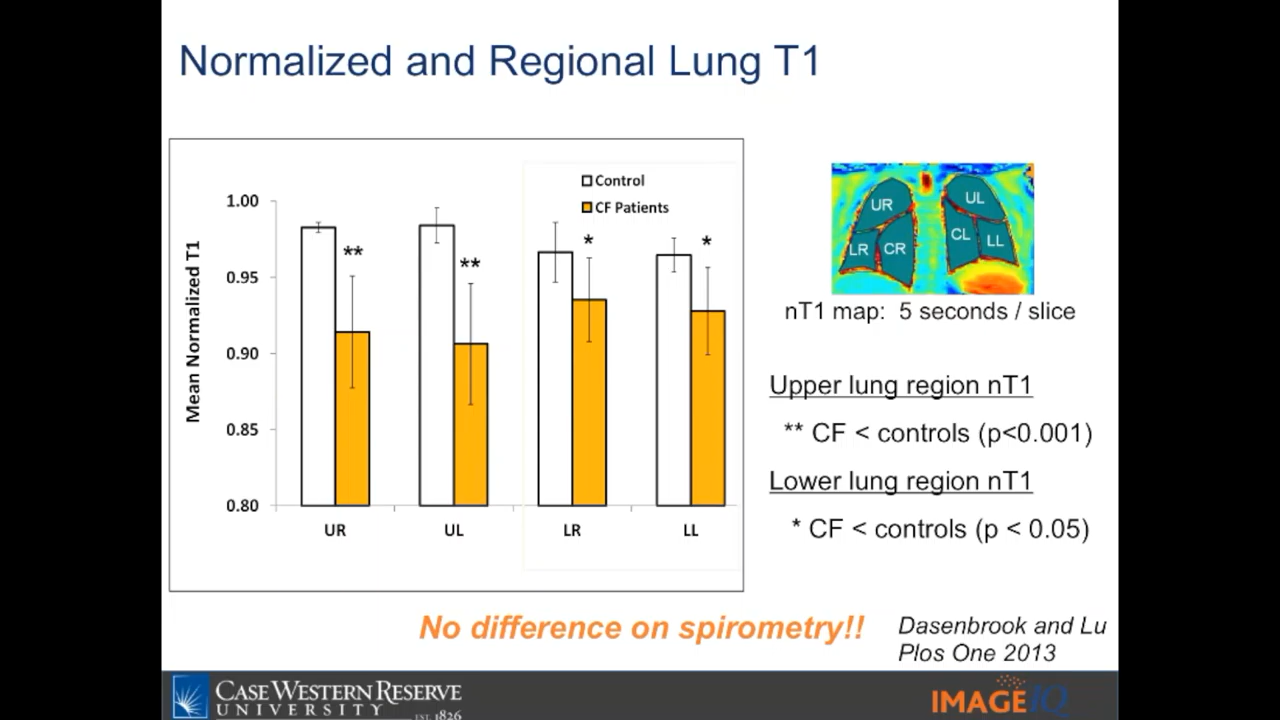 Normalized and Regional Lung T1
Control
CF Patients
Mean Normalized T1
1.00
0.95
0.90
0.85
0.80
**
**
*
*
UR
UL
LR
LL
UR
UL
LR
CR
CL
LL
nT1 map: 5 seconds / slice
Upper lung region nT1
** CF < controls (p<0.001)
Lower lung region nT1
* CF < controls (p < 0.05)
No difference on spirometry!!
Dasenbrook and Lu
Plos One 2013
CASE WESTERN RESERVE
UNIVERSITY EST. 1826
IMAGEIQ